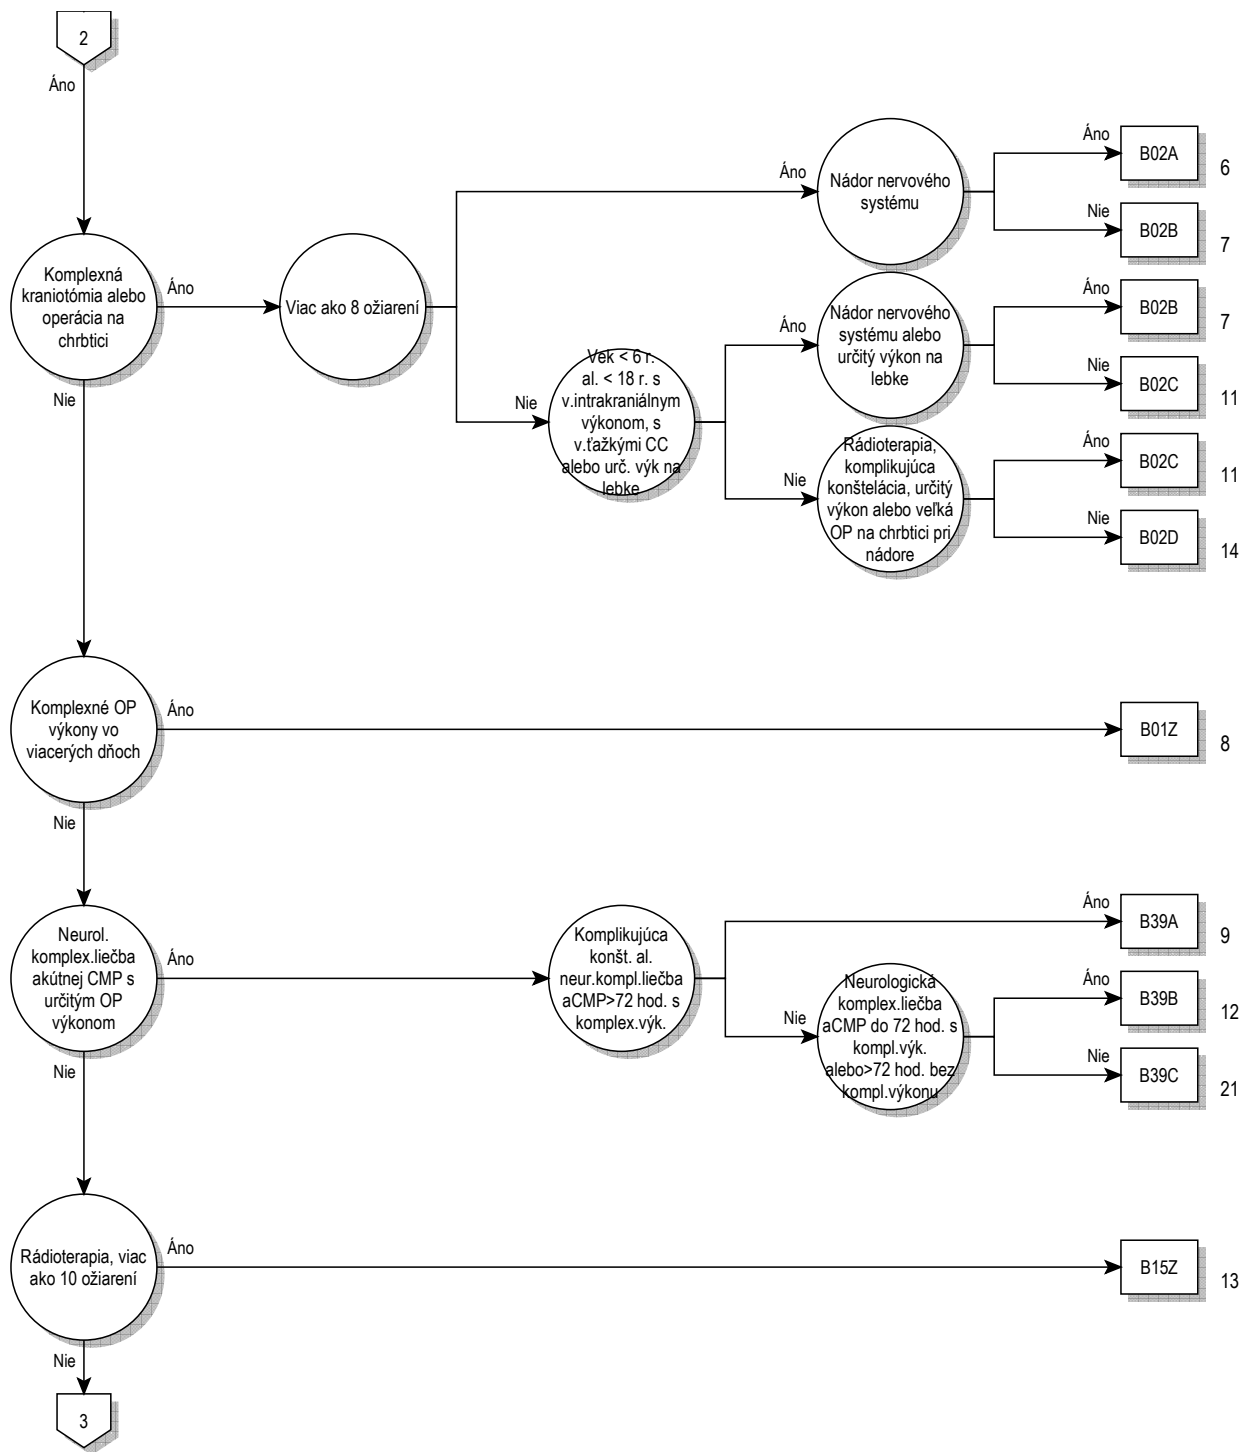 2
Áno
Komplexná
kraniotómia alebo
operácia na
chrbtici
Áno
Nie
Viac ako 8 ožiarení
Áno
Nádor nervového
systému
Áno
B02A
6
Nie
B02B
7
Nie
Vek < 6 r.
al. < 18 r. s
v.intrakraniálnym
výkonom, s
v.ťažkými CC
alebo urč. výk na
lebke
Áno
Nádor nervového
systému alebo
určitý výkon na
lebke
Áno
B02B
7
Nie
B02C
11
Nie
Rádioterapia,
komplikujúca
konštelácia, určitý
výkon alebo veľká
OP na chrbtici pri
nádore
Áno
B02C
11
Nie
B02D
14
Komplexné OP
výkony vo
viacerých dňoch
Áno
B01Z
8
Nie
Neurol.
komplex.liečba
akútnej CMP s
určitým OP
výkonom
Áno
Nie
Komplikujúca
konšt. al.
neur.kompl.liečba
aCMP>72 hod. s
komplex.výk.
Áno
B39A
9
Nie
Neurologická
komplex.liečba
aCMP do 72 hod. s
kompl.výk.
alebo>72 hod. bez
kompl.výkonu
Áno
B39B
12
Nie
B39C
21
Rádioterapia, viac
ako 10 ožiarení
Áno
B15Z
13
Nie
3